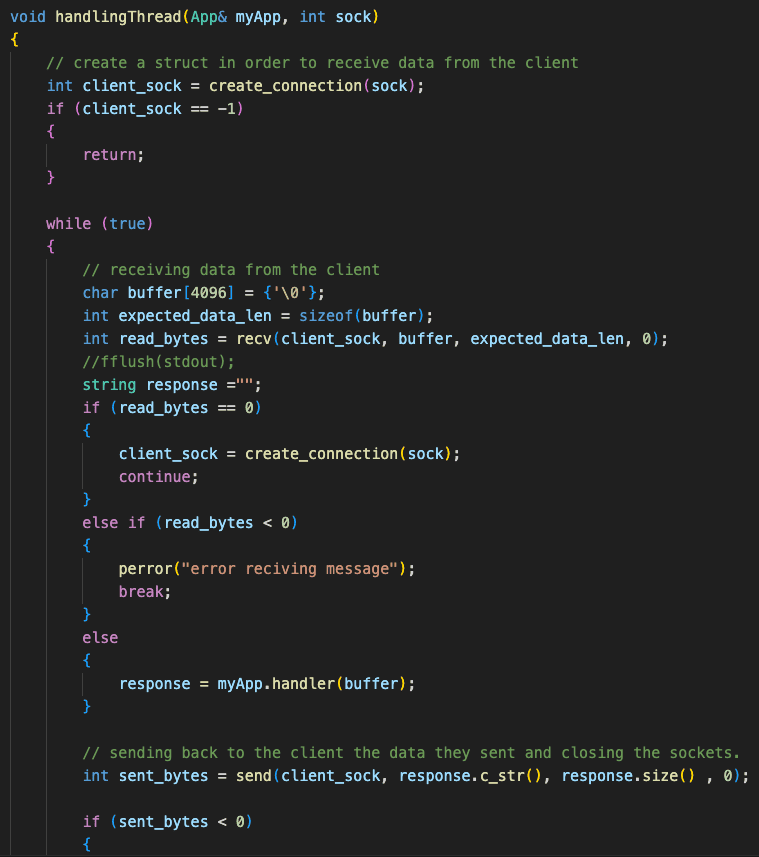 void handlingThread(App& myApp, int sock)
{
    // create a struct in order to receive data from the client
    int client_sock = create_connection(sock);
    if (client_sock == -1)
    {
        return;
    }

    while (true)
    {
        // receiving data from the client
        char buffer[4096] = {'\0'};
        int expected_data_len = sizeof(buffer);
        int read_bytes = recv(client_sock, buffer, expected_data_len, 0);
        //fflush(stdout);
        string response ="";
        if (read_bytes == 0)
        {
            client_sock = create_connection(sock);
            continue;
        }
        else if (read_bytes < 0)
        {
            perror("error reciving message");
            break;
        }
        else
        {
            response = myApp.handler(buffer);
        }

        // sending back to the client the data they sent and closing the sockets.
        int sent_bytes = send(client_sock, response.c_str(), response.size() , 0);

        if (sent_bytes < 0)
        {